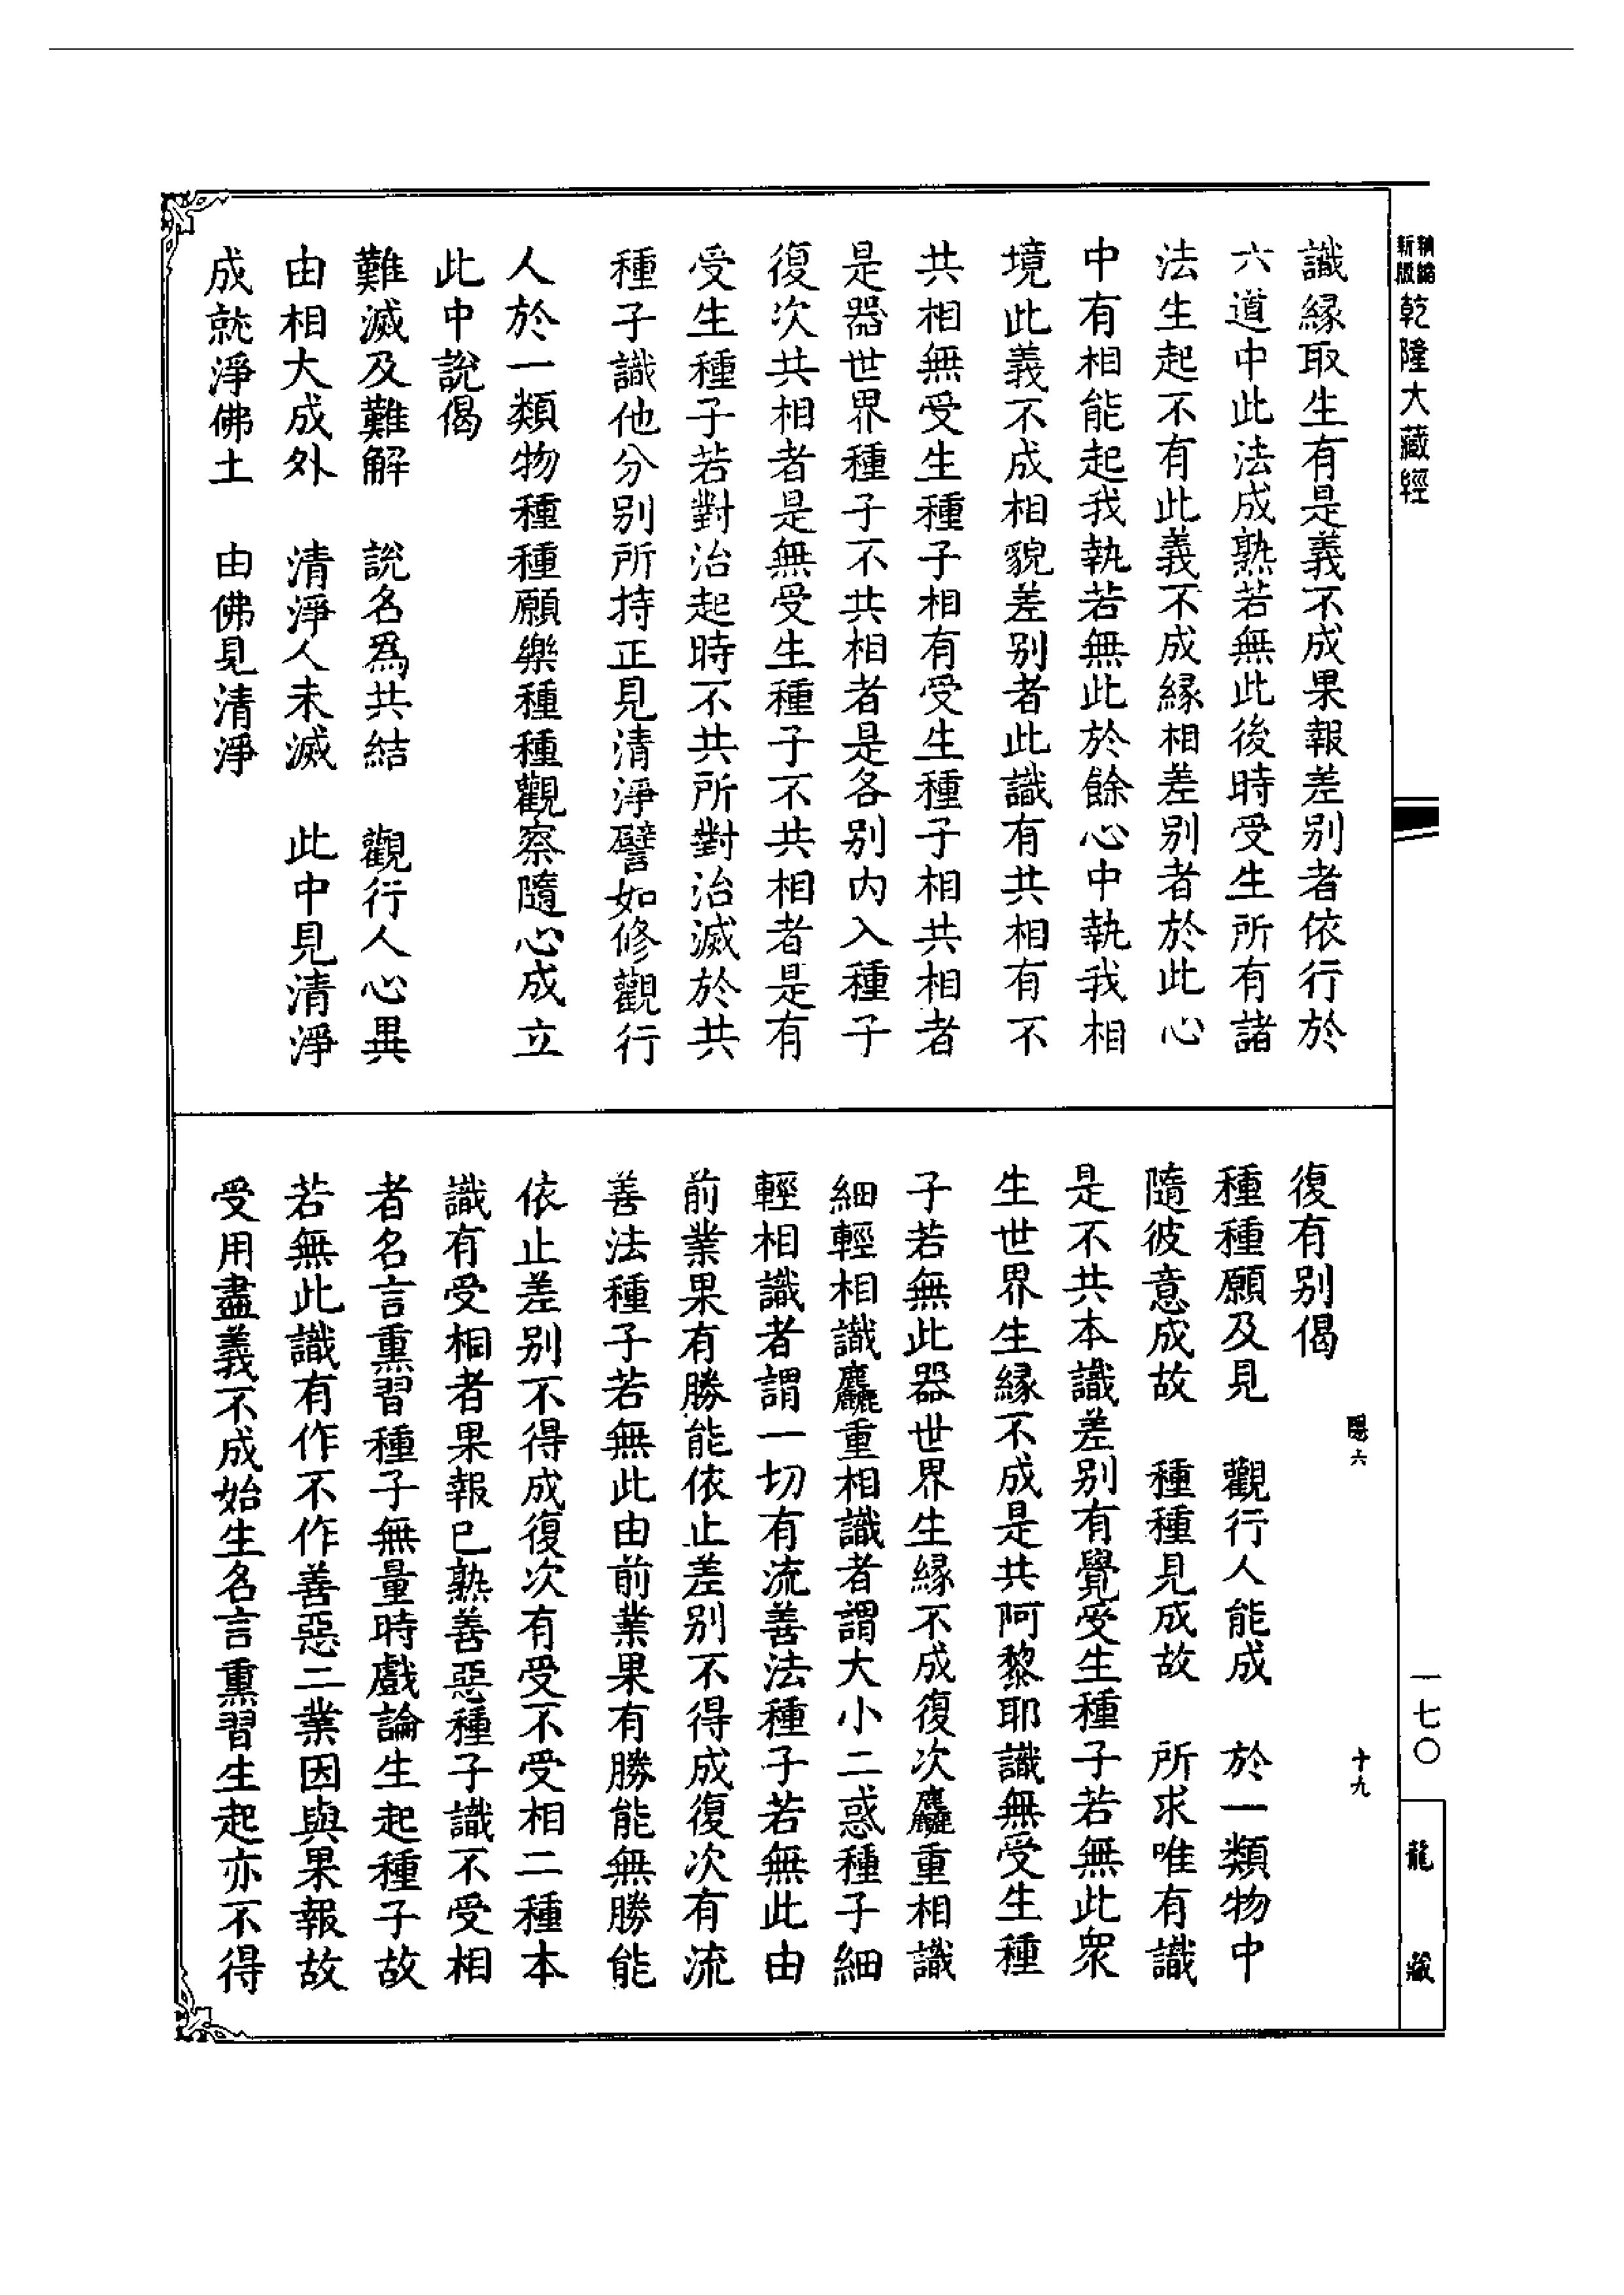 精縮新版乾隆大藏經
識緣取生有是義不成果報差別者依行於
六道中此法成熟若無此後時受生所有諸
法生起不有此義不成緣相差別者於此心
中有相能起我執若無此於餘心中執我相
境此義不成相貌差別者此識有共相有不
共相無受生種子相有受生種子相共相者
是器世界種子不共相者是各別內入種子
復次共相者是無受生種子不共相者是有
受生種子若對治起時不共所對治滅於共
種子識他分別所持正見清淨譬如修觀行
人於一類物種種願樂種種觀察隨心成立
此中說偈
難滅及難解　說名爲共結　觀行人心異
由相大成外　清淨人未滅　此中見清淨
成就淨佛土　由佛見清淨
復有別偈
種種願及見　觀行人能成　於一類物中
隨彼意成故　種種見成故　所求唯有識
是不共本識差別有覺受生種子若無此衆
生世界生緣不成是共阿黎耶識無受生種
子若無此器世界生緣不成復次麤重相識
細輕相識麤重相識者謂大小二惑種子細
輕相識者謂一切有流善法種子若無此由
前業果有勝能依止差別不得成復次有流
善法種子若無此由前業果有勝能無勝能
依止差別不得成復次有受不受相二種本
識有受相者果報已熟善惡種子識不受相
者名言熏習種子無量時戲論生起種子故
若無此識有作不作善惡二業因與果報故
受用盡義不成始生名言熏習生起亦不得
六
十九
一七〇
龍藏